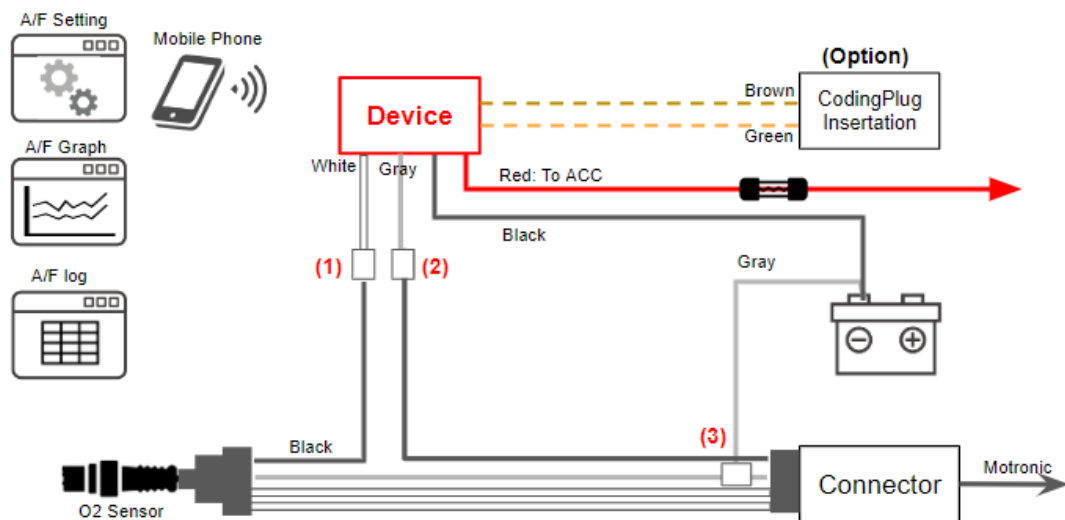 A/F Setting
Mobile Phone
(Option)
Brown
CodingPlug
Insertation
Device
Green
A/F Graph
White
Gray
Red: To ACC
Black
(1)
(2)
Gray
A/F log
(3)
Black
Connector
Motronic
O2 Sensor